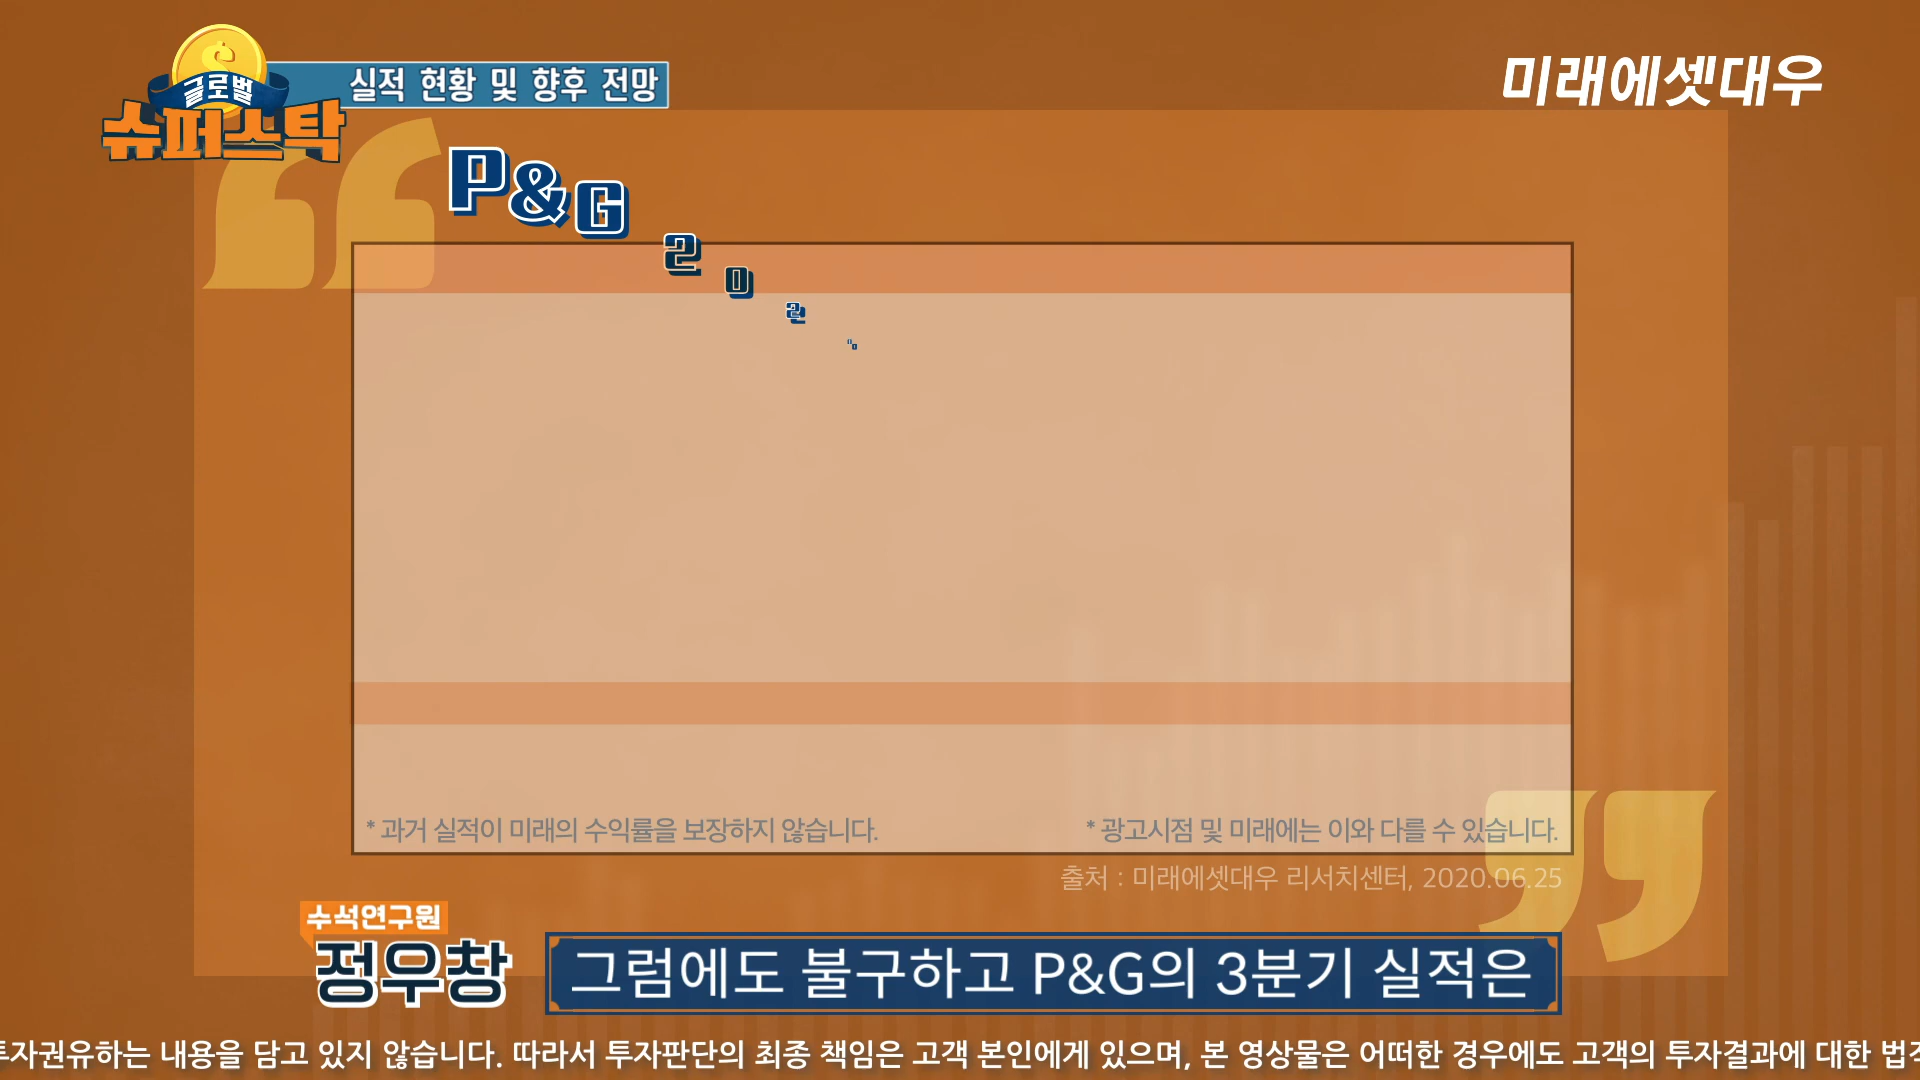 글로벌
슈퍼스탁
실적 현황 및 향후 전망
미래에셋대우
P&G 202
* 과거 실적이 미래의 수익률을 보장하지 않습니다.
* 광고시점 및 미래에는 이와 다를 수 있습니다.
출처 : 미래에셋대우 리서치센터, 2020.06.25
수석연구원
정우창
그럼에도 불구하고 P&G의 3분기 실적은
투자권유하는 내용을 담고 있지 않습니다. 따라서 투자판단의 최종 책임은 고객 본인에게 있으며, 본 영상물은 어떠한 경우에도 고객의 투자결과에 대한